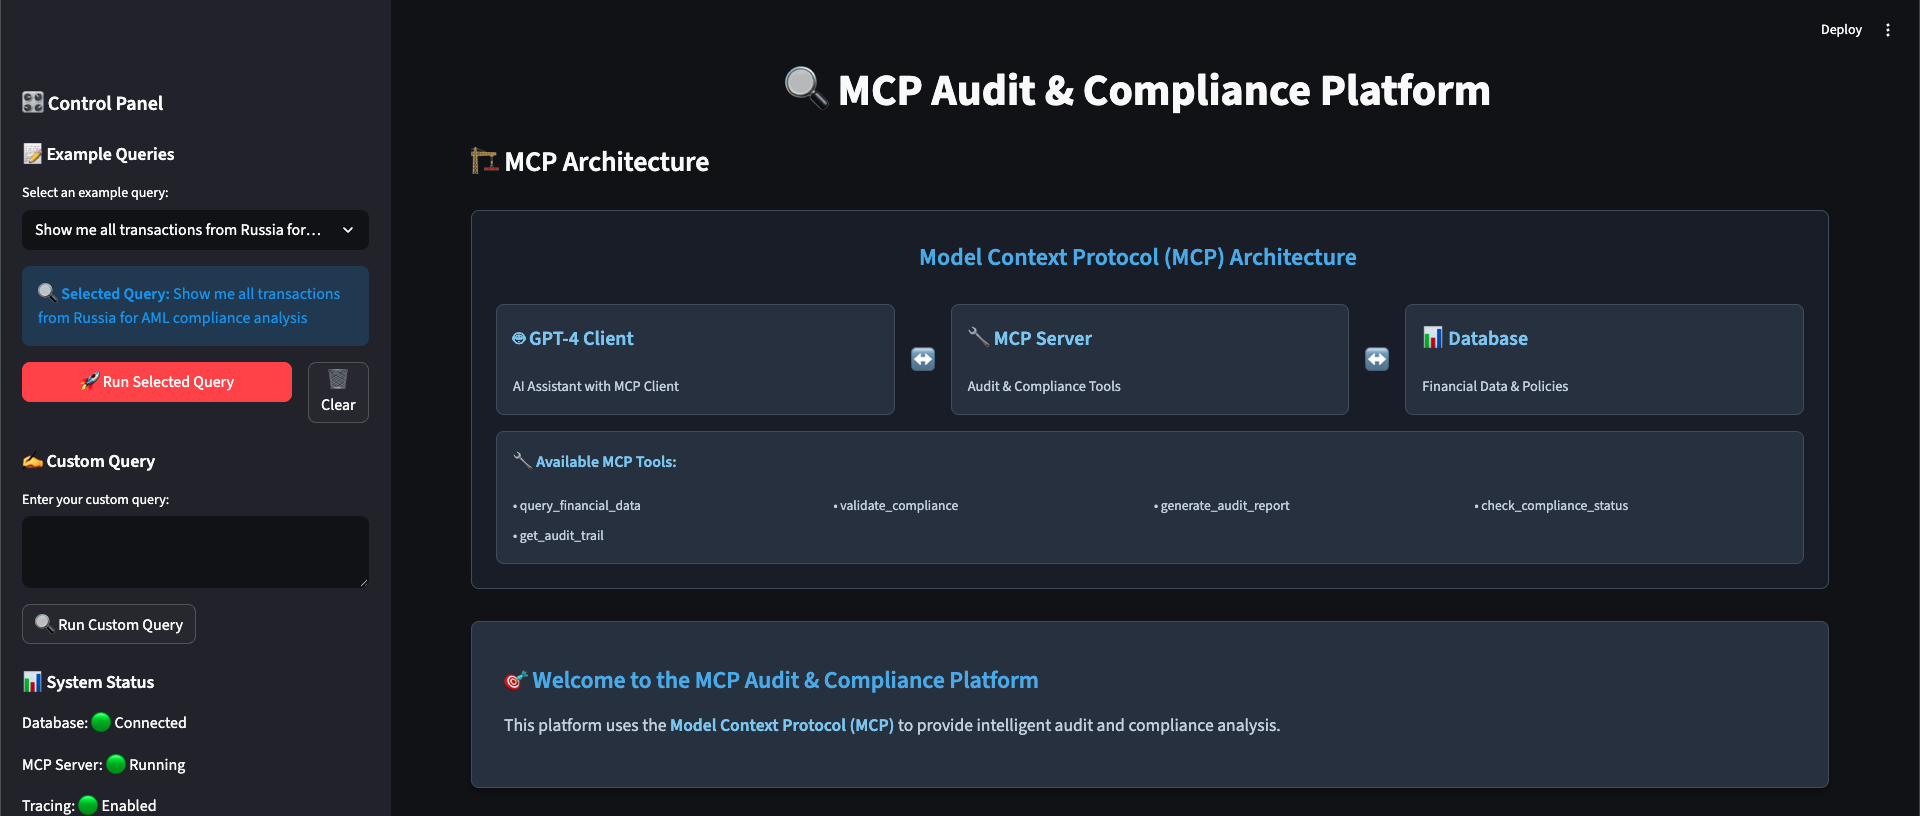 Deploy
Control Panel
Example Queries
Select an example query:
Show me all transactions from Russia for…
Selected Query: Show me all transactions
from Russia for AML compliance analysis
Run Selected Query
Clear
Custom Query
Enter your custom query:
Run Custom Query
System Status
Database: Connected
MCP Server: Running
Tracing: Enabled
MCP Audit & Compliance Platform
MCP Architecture
Model Context Protocol (MCP) Architecture
GPT-4 Client
AI Assistant with MCP Client
MCP Server
Audit & Compliance Tools
Database
Financial Data & Policies
Available MCP Tools:
• query_financial_data
• validate_compliance
• generate_audit_report
• check_compliance_status
• get_audit_trail
Welcome to the MCP Audit & Compliance Platform
This platform uses the Model Context Protocol (MCP) to provide intelligent audit and compliance analysis.